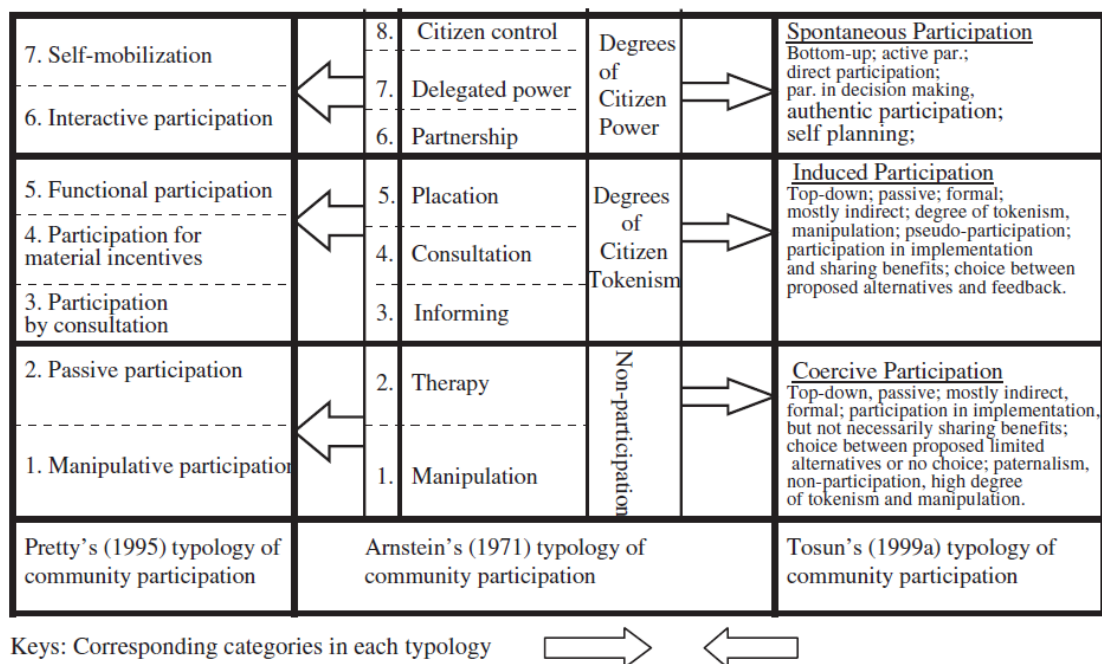 7. Self-mobilization
6. Interactive participation
8. Citizen control
7. Delegated power
6. Partnership
Degrees
of
Citizen
Power
Spontaneous Participation
Bottom-up; active par.;
direct participation;
par. in decision making,
authentic participation;
self planning;
5. Functional participation
4. Participation for
material incentives
3. Participation
by consultation
5. Placation
4. Consultation
3. Informing
Degrees
of
Citizen
Tokenism
Induced Participation
Top-down; passive; formal;
mostly indirect; degree of tokenism,
manipulation; pseudo-participation;
participation in implementation
and sharing benefits; choice between
proposed alternatives and feedback.
2. Passive participation
1. Manipulative participation
2. Therapy
1. Manipulation
Non-participation
Coercive Participation
Top-down, passive; mostly indirect,
formal; participation in implementation,
but not necessarily sharing benefits;
choice between proposed limited
alternatives or no choice; paternalism,
non-participation, high degree
of tokenism and manipulation.
Pretty's (1995) typology of
community participation
Arnstein's (1971) typology of
community participation
Tosun's (1999a) typology of
community participation
Keys: Corresponding categories in each typology